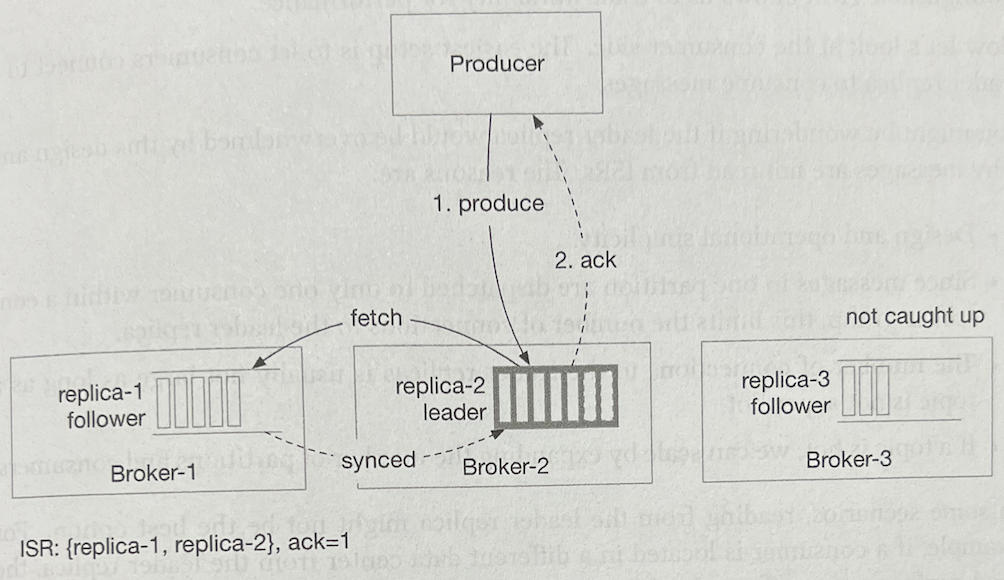 Producer
1. produce
2. ack
fetch
not caught up
replica-1
follower
replica-2
leader
replica-3
follower
synced
Broker-1
Broker-2
Broker-3
ISR: {replica-1, replica-2}, ack=1